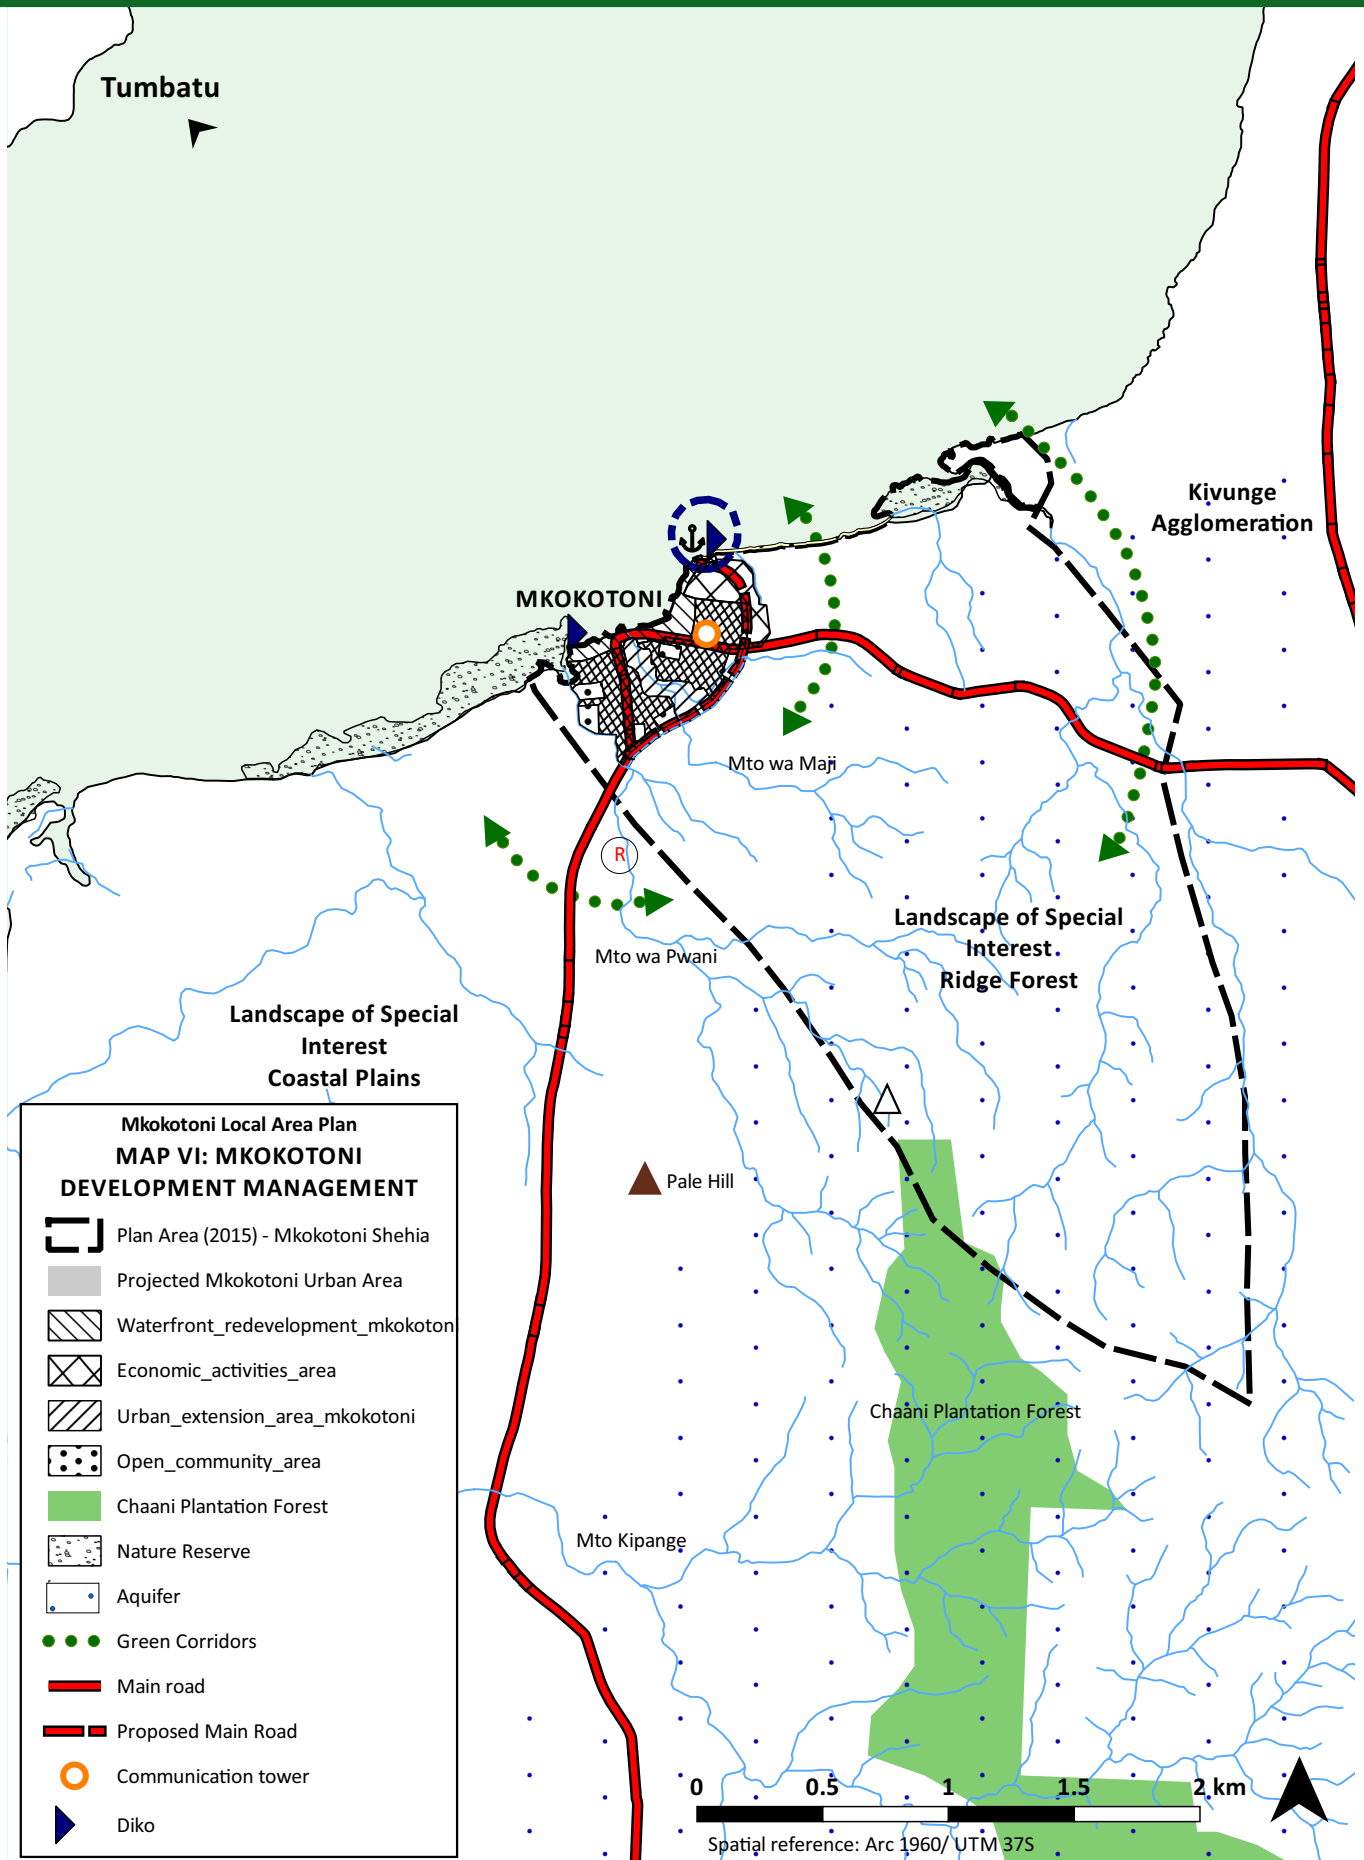 Tumbatu
Kivunge
Agglomeration
MKOKOTONI
Mto wa Maji
R
Landscape of Special
Interest
Ridge Forest
Mto wa Pwani
Landscape of Special
Interest
Coastal Plains
Pale Hill
Chaani Plantation Forest
Mto Kipange
Mkokotoni Local Area Plan
MAP VI: MKOKOTONI
DEVELOPMENT MANAGEMENT
Plan Area (2015) - Mkokotoni Shehia
Projected Mkokotoni Urban Area
Waterfront_redevelopment_mkokoton
Economic_activities_area
Urban_extension_area_mkokotoni
Open_community_area
Chaani Plantation Forest
Nature Reserve
Aquifer
Green Corridors
Main road
Proposed Main Road
Communication tower
Diko
0 0.5 1 1.5 2 km
Spatial reference: Arc 1960/ UTM 37S